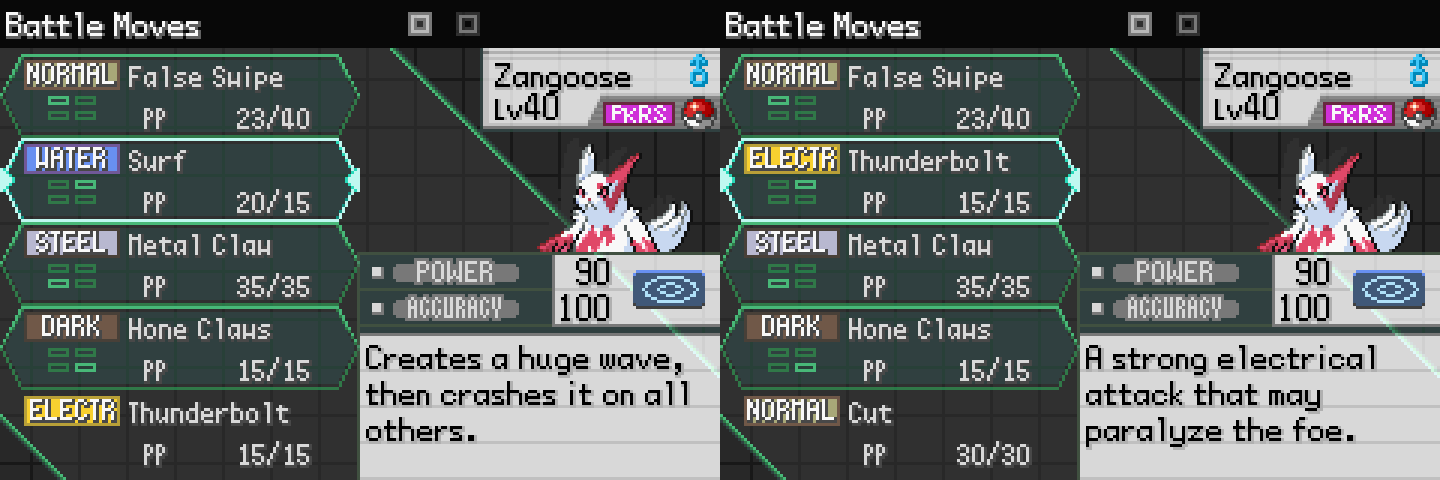 Battle Moves
NORMAL False Swipe
PP 23/40
WATER Surf
PP 20/15
STEEL Metal Claw
PP 35/35
DARK Hone Claws
PP 15/15
ELECTR Thunderbolt
PP 15/15
Zangoose
Lv40 PKRS
POWER 90
ACCURACY 100
Creates a huge wave,
then crashes it on all
others.
Battle Moves
NORMAL False Swipe
PP 23/40
ELECTR Thunderbolt
PP 15/15
STEEL Metal Claw
PP 35/35
DARK Hone Claws
PP 15/15
NORMAL Cut
PP 30/30
Zangoose
Lv40 PKRS
POWER 90
ACCURACY 100
A strong electrical
attack that may
paralyze the foe.